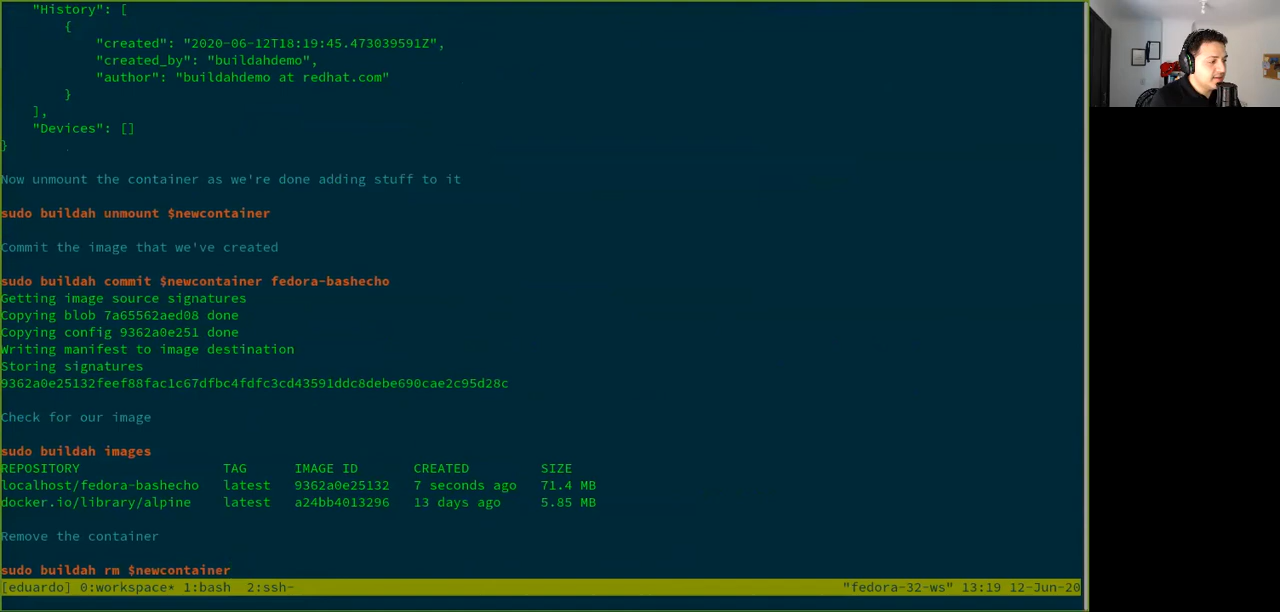 "History": [
{
"created": "2020-06-12T18:19:45.473039591Z",
"created_by": "buildahdemo",
"author": "buildahdemo at redhat.com"
}
],
"Devices": []
}
Now unmount the container as we're done adding stuff to it
sudo buildah unmount $newcontainer
Commit the image that we've created
sudo buildah commit $newcontainer fedora-bashecho
Getting image source signatures
Copying blob 7a65562aed08 done
Copying config 9362a0e251 done
Writing manifest to image destination
Storing signatures
9362a0e25132feef88fac1c67dfbc4fdfc3cd43591ddc8debe690cae2c95d28c
Check for our image
sudo buildah images
REPOSITORY TAG IMAGE ID CREATED SIZE
localhost/fedora-bashecho latest 9362a0e25132 7 seconds ago 71.4 MB
docker.io/library/alpine latest a24bb4013296 13 days ago 5.85 MB
Remove the container
sudo buildah rm $newcontainer
[eduardo] 0:workspace* 1:bash 2:ssh- "fedora-32-ws" 13:19 12-Jun-20